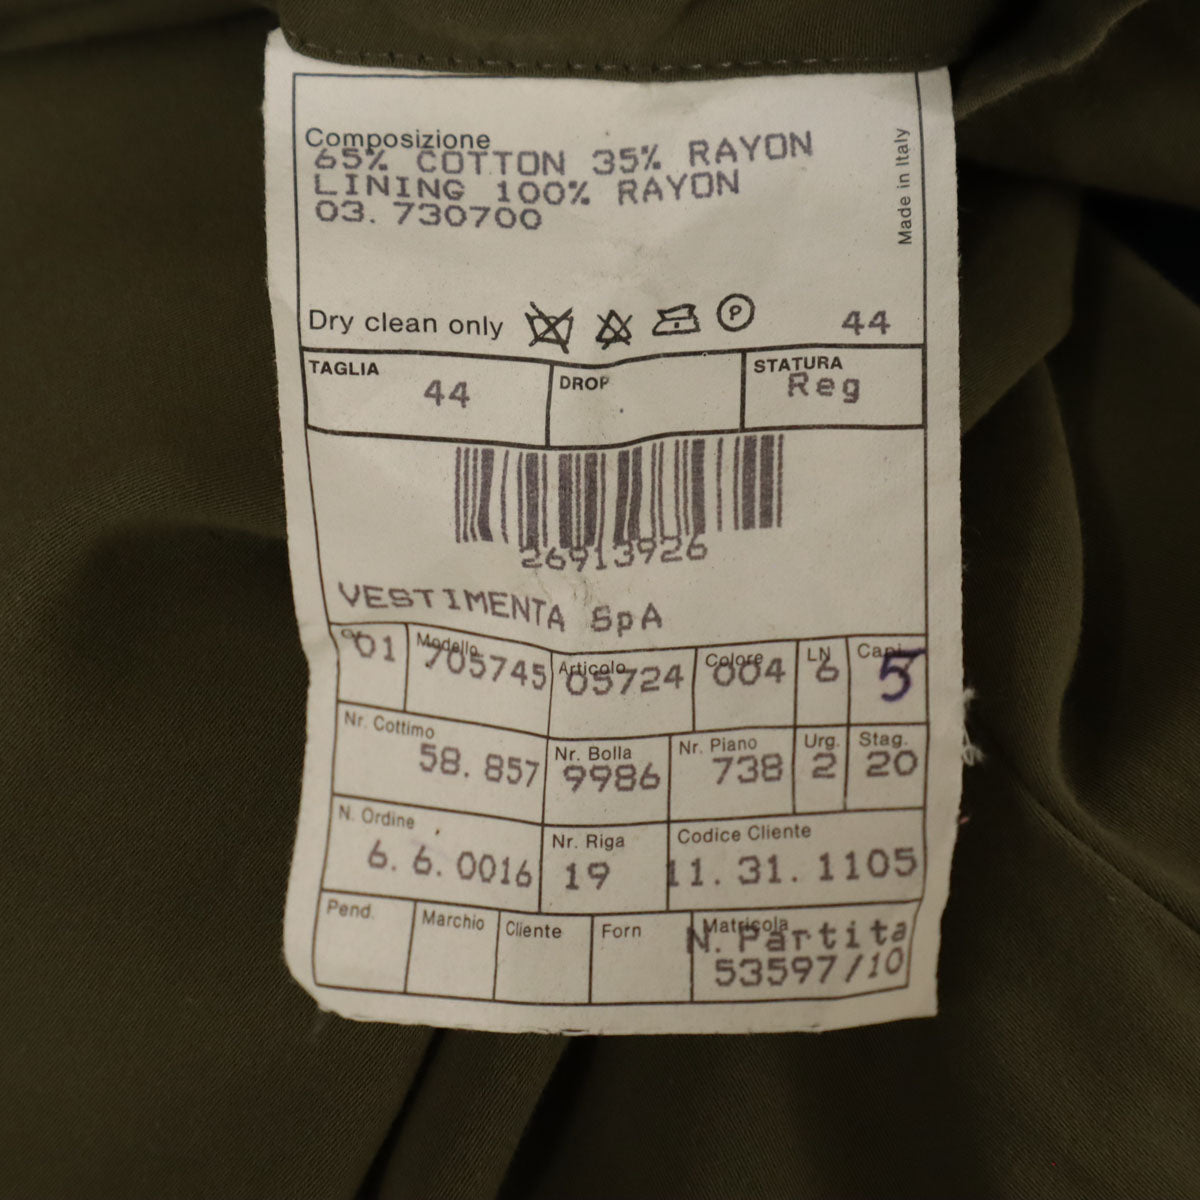 Composizione
65% COTTON 35% RAYON
LINING 100% RAYON
03. 730700
Made in Italy
Dry clean only P 44
TAGLIA 44 DROP STATURA Reg
26913926
VESTIMENTA SpA
01 Modello 705745 Articolo 05724 Colore 004 LN 6 Capi 5
Nr. Cottimo 58. 857 Nr. Bolla 9986 Nr. Piano 738 Urg. 2 Stag. 20
N. Ordine 6. 6. 0016 Nr. Riga 19 Codice Cliente 11. 31. 1105
Pend. Marchio Cliente Forn Matricola N. Partita
53597/10